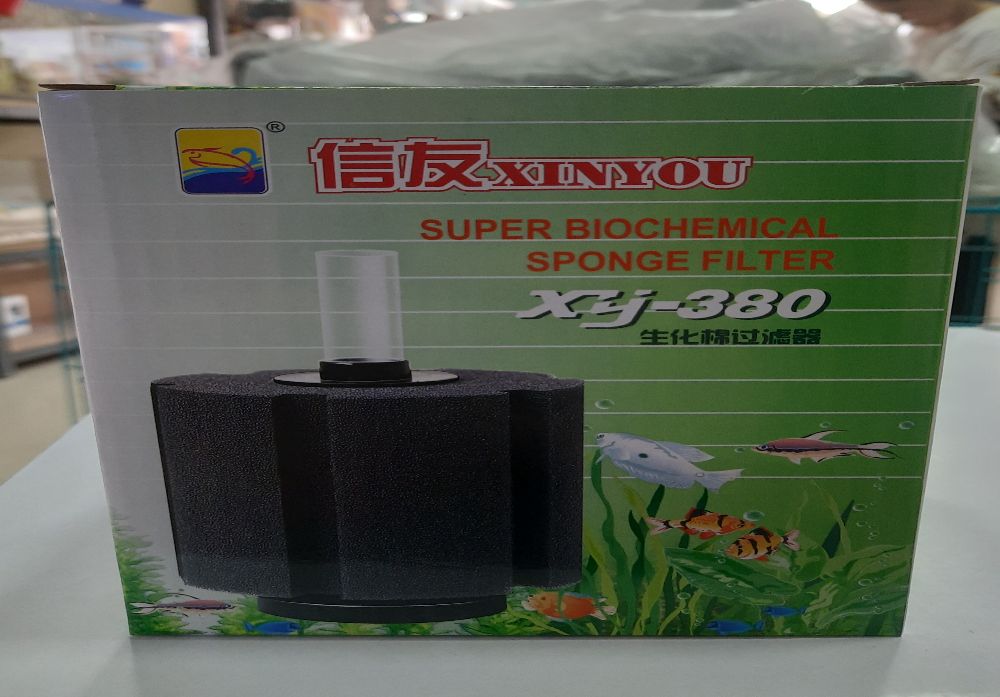 ®
信友XINYOU
SUPER BIOCHEMICAL
SPONGE FILTER
XY-380
生化棉过滤器